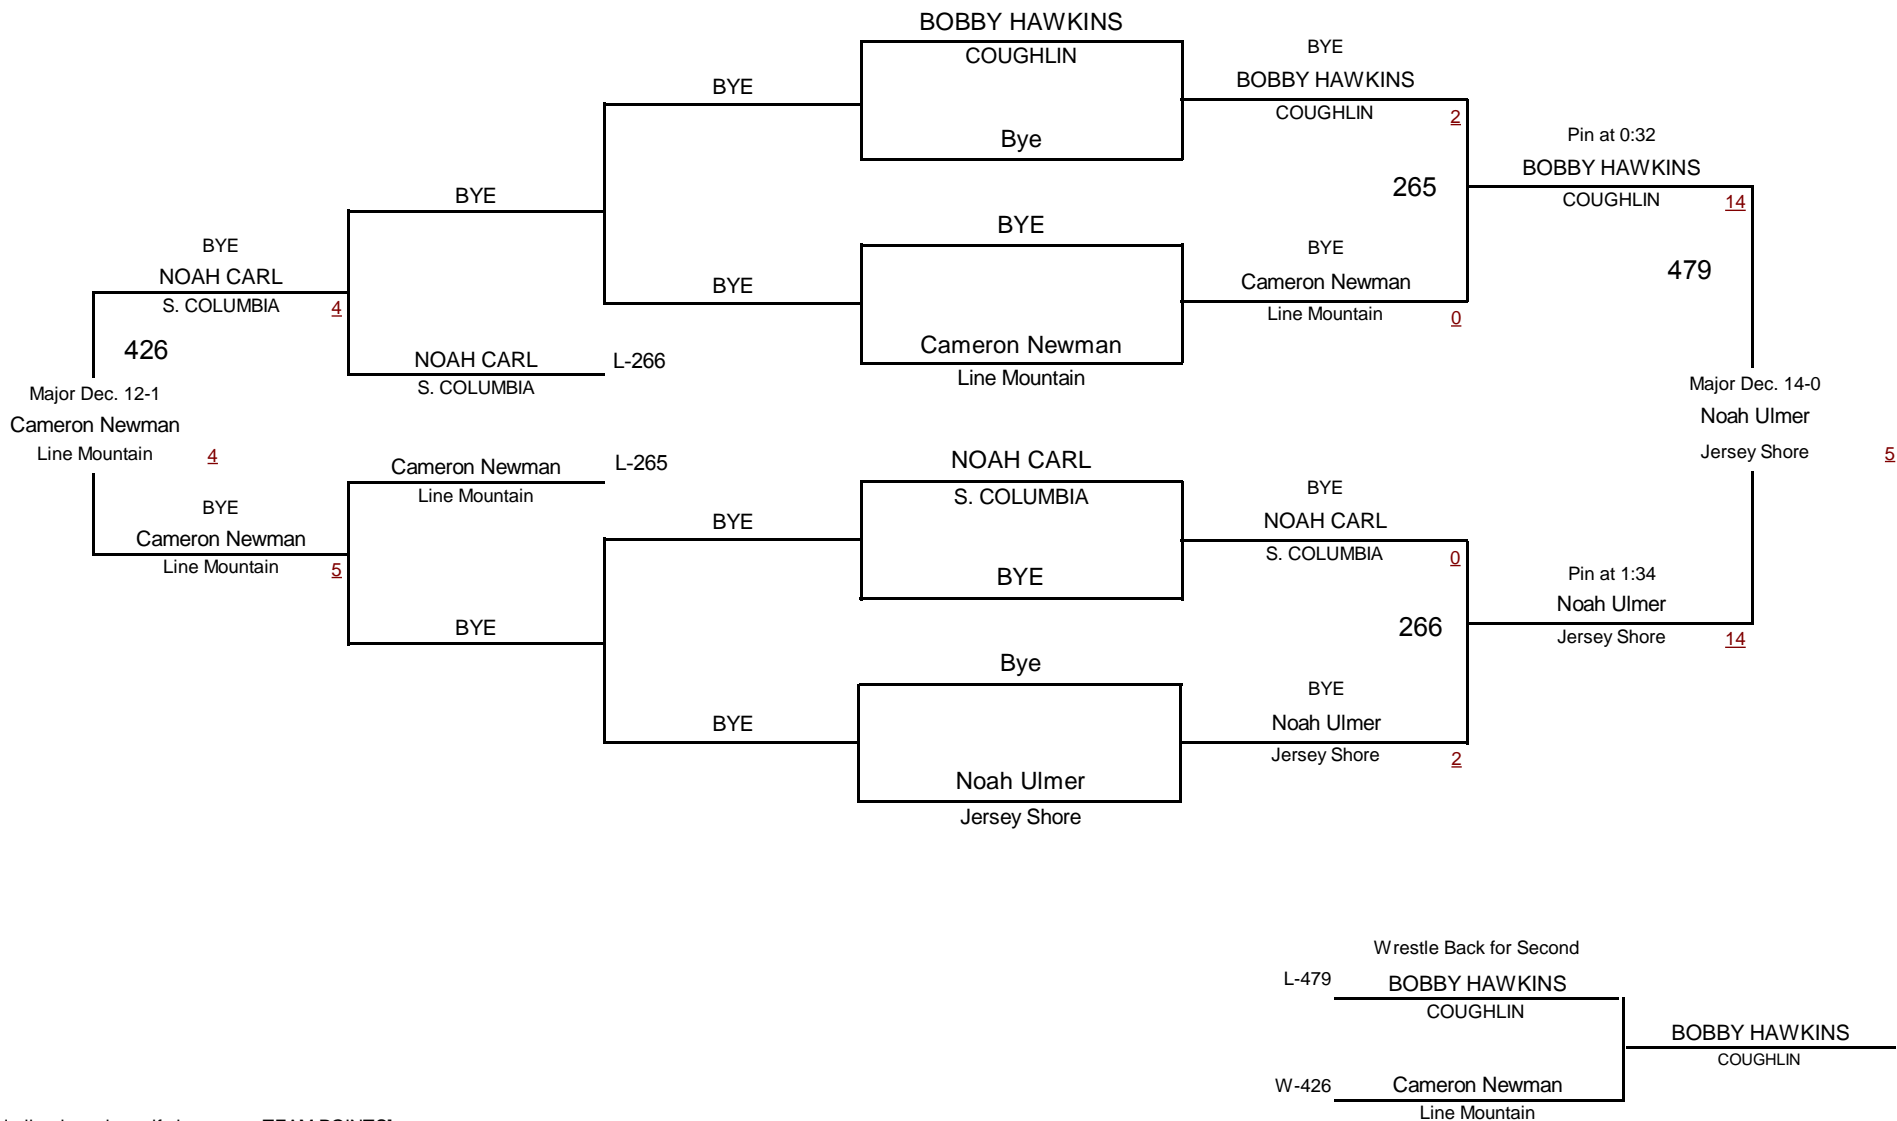 BOBBY HAWKINS
COUGHLIN
Bye
BYE
BYE
BOBBY HAWKINS
COUGHLIN
2
265
Pin at 0:32
BOBBY HAWKINS
COUGHLIN
14
479
BYE
BYE
Cameron Newman
Line Mountain
BYE
Cameron Newman
Line Mountain
0
BYE
BYE
NOAH CARL
S. COLUMBIA
4
426
NOAH CARL
S. COLUMBIA
L-266
Major Dec. 12-1
Cameron Newman
Line Mountain
4
Major Dec. 14-0
Noah Ulmer
Jersey Shore
5
Cameron Newman
Line Mountain
L-265
BYE
Cameron Newman
Line Mountain
5
BYE
BYE
NOAH CARL
S. COLUMBIA
BYE
BYE
NOAH CARL
S. COLUMBIA
0
266
Pin at 1:34
Noah Ulmer
Jersey Shore
14
BYE
Bye
Noah Ulmer
Jersey Shore
BYE
Noah Ulmer
Jersey Shore
2
Wrestle Back for Second
L-479
BOBBY HAWKINS
COUGHLIN
BOBBY HAWKINS
COUGHLIN
W-426
Cameron Newman
Line Mountain
TEAM POINTS